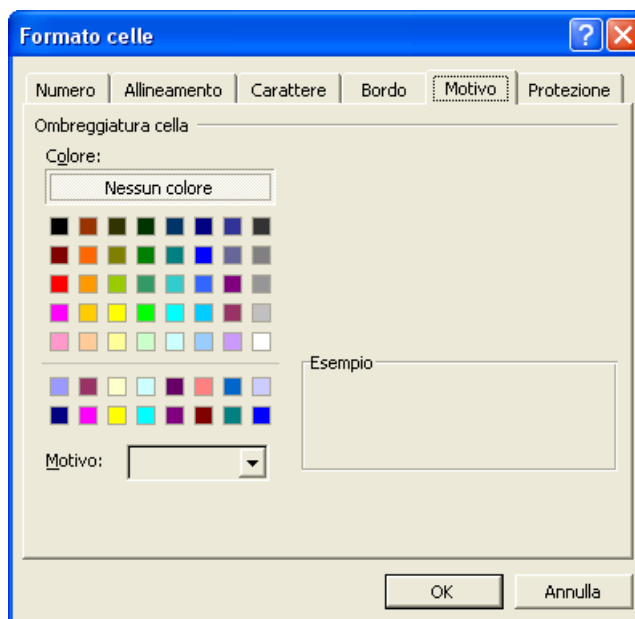 Formato celle
Numero Allineamento Carattere Bordo Motivo Protezione
Ombreggiatura cella
Colore:
Nessun colore
Esempio
Motivo:
OK Annulla